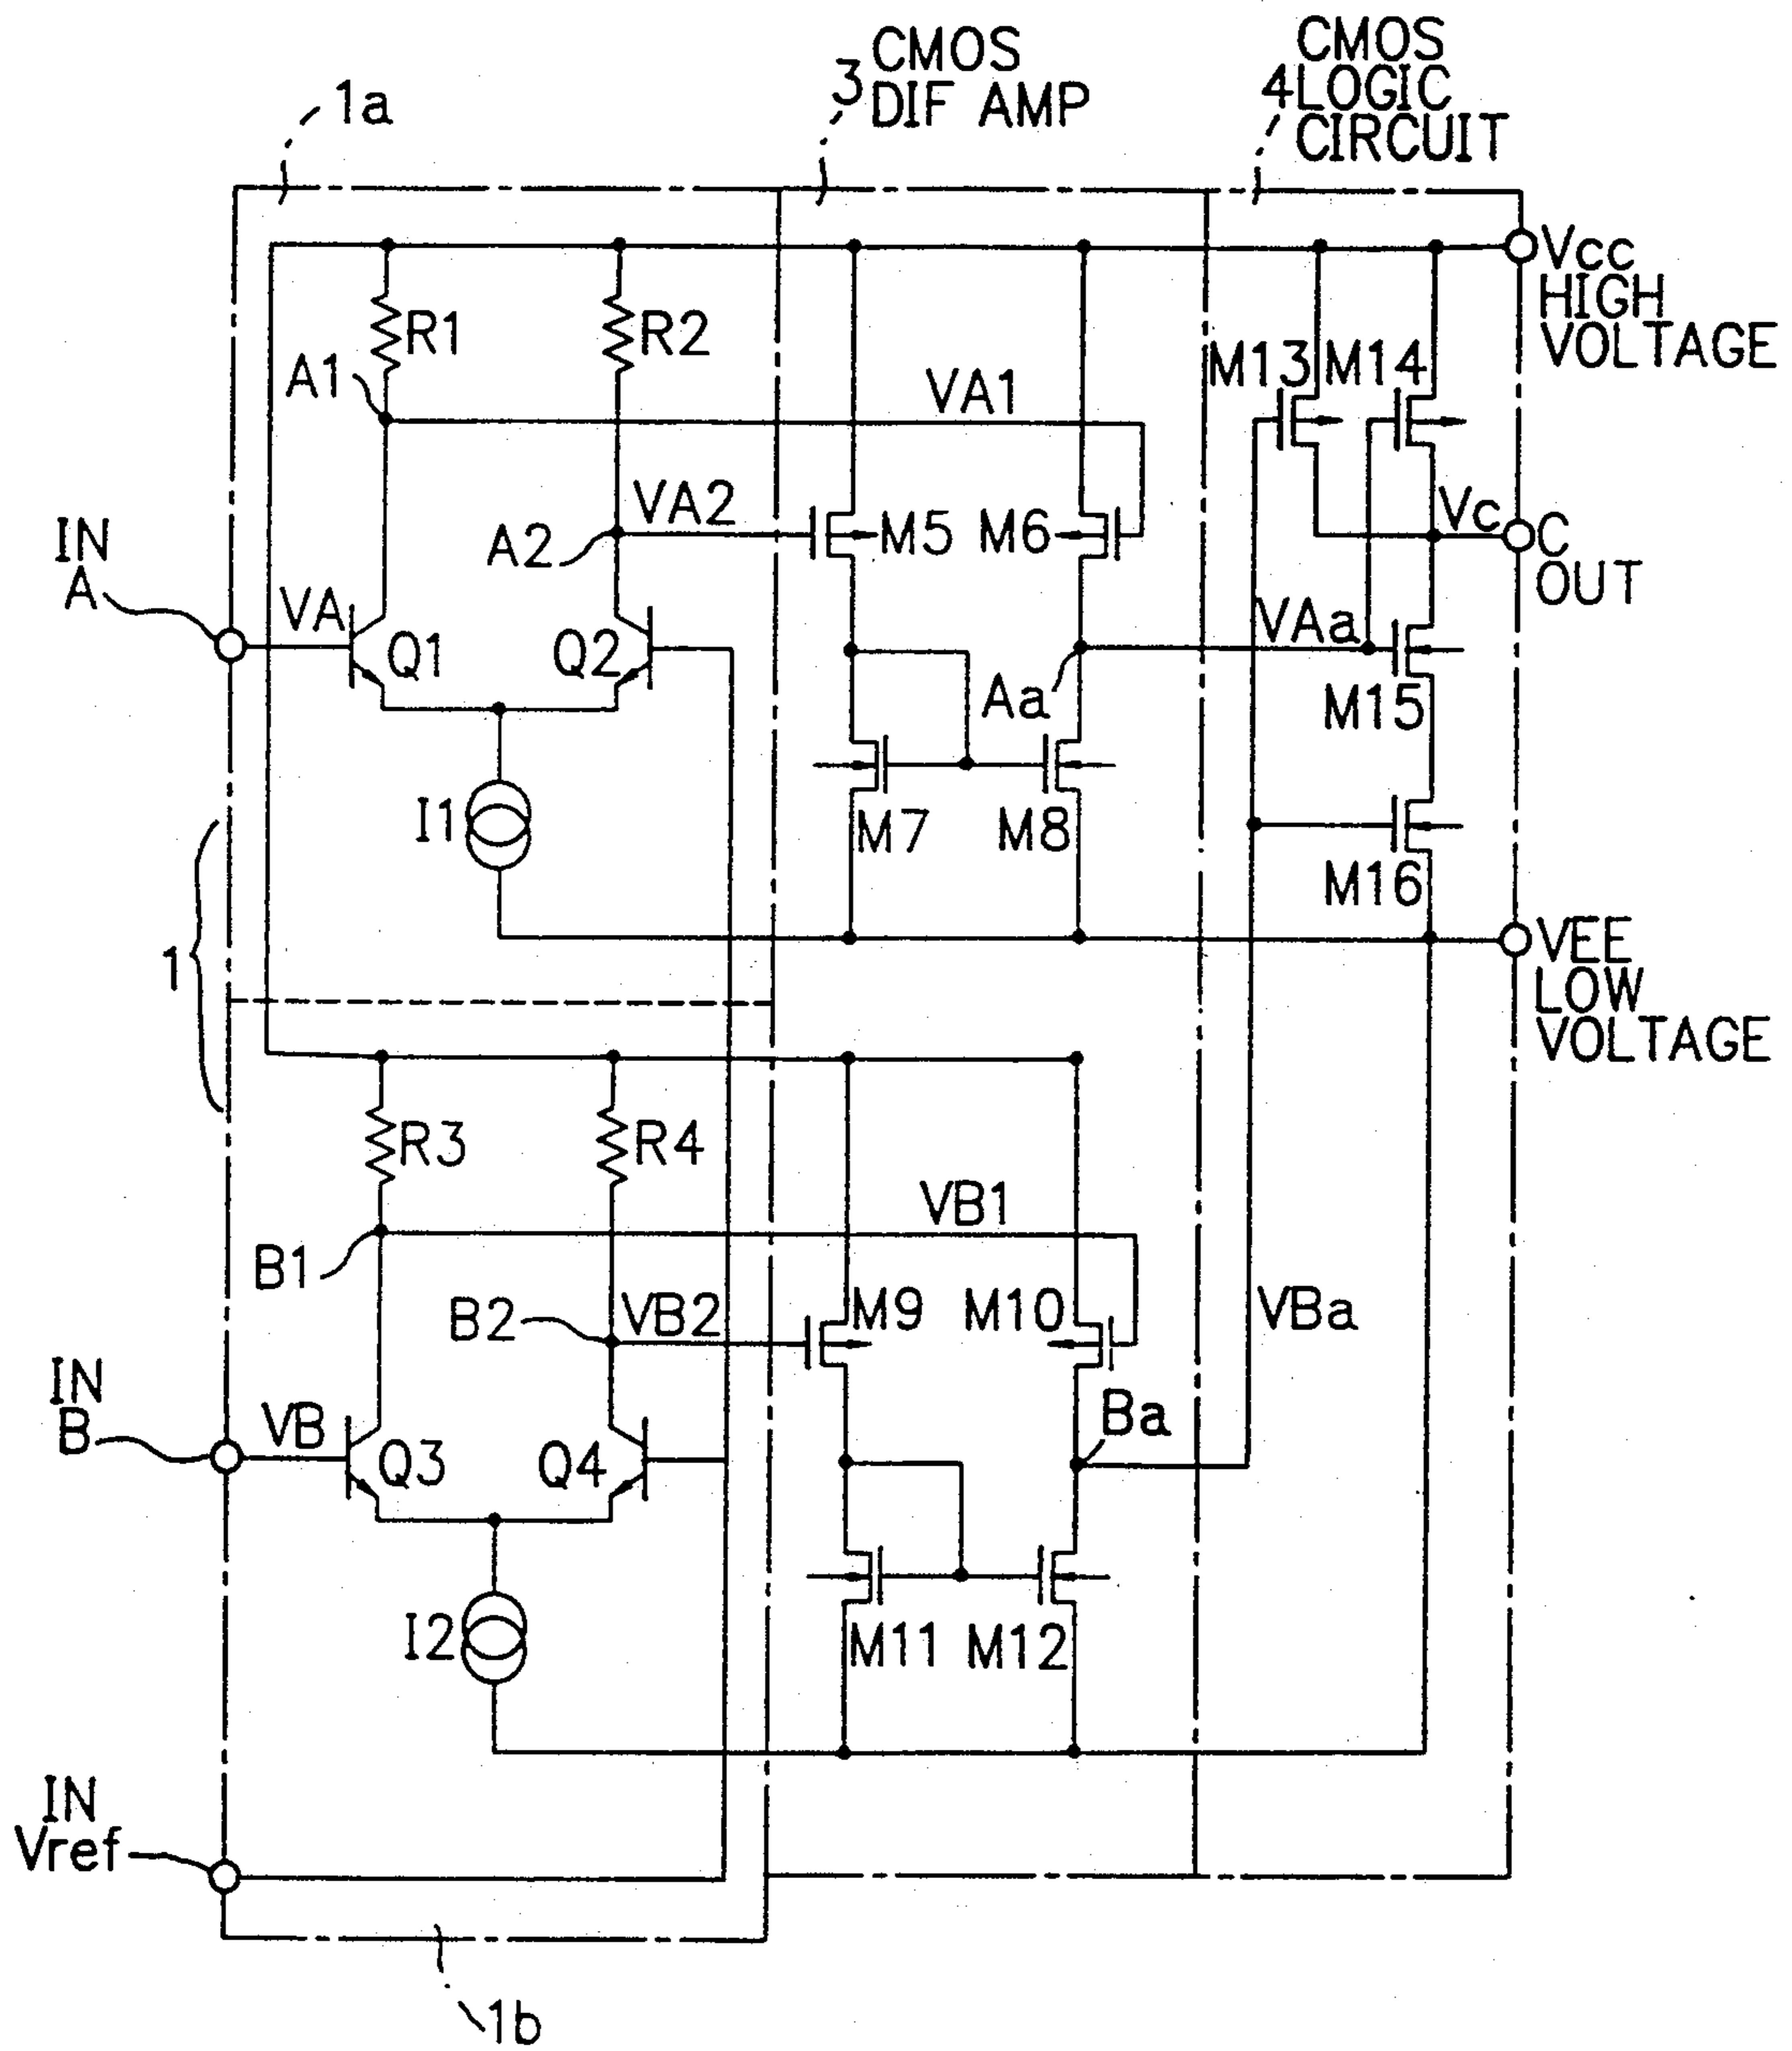 1a
3 CMOS
DIF AMP
CMOS
4 LOGIC
CIRCUIT
Vcc
HIGH
VOLTAGE
R1
R2
A1
VA1
M13
M14
VA2
A2
M5
M6
Vc
C
OUT
IN
A
VA
Q1
Q2
VAa
Aa
M15
I1
M7
M8
M16
1
VEE
LOW
VOLTAGE
R3
R4
B1
VB1
B2
VB2
M9
M10
VBa
IN
B
VB
Q3
Q4
Ba
I2
M11
M12
IN
Vref
1b